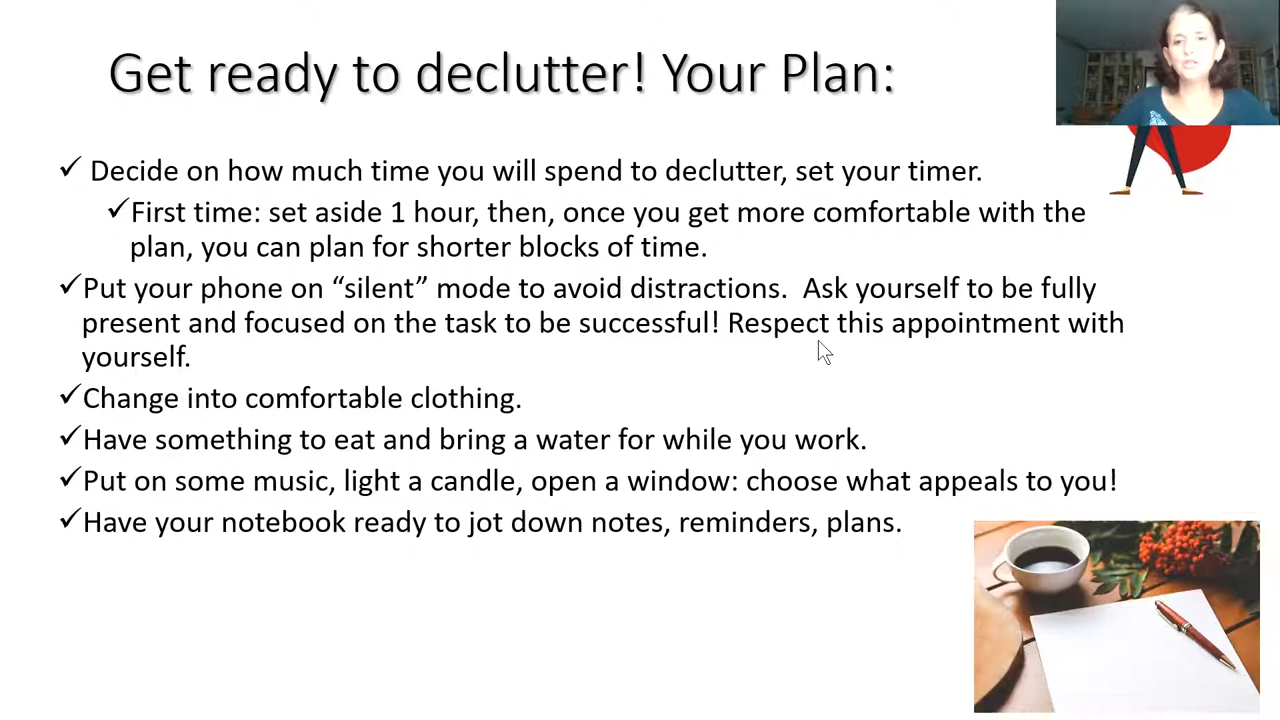 Get ready to declutter! Your Plan:
Decide on how much time you will spend to declutter, set your timer.
First time: set aside 1 hour, then, once you get more comfortable with the
plan, you can plan for shorter blocks of time.
Put your phone on “silent” mode to avoid distractions.  Ask yourself to be fully
present and focused on the task to be successful! Respect this appointment with
yourself.
Change into comfortable clothing.
Have something to eat and bring a water for while you work.
Put on some music, light a candle, open a window: choose what appeals to you!
Have your notebook ready to jot down notes, reminders, plans.